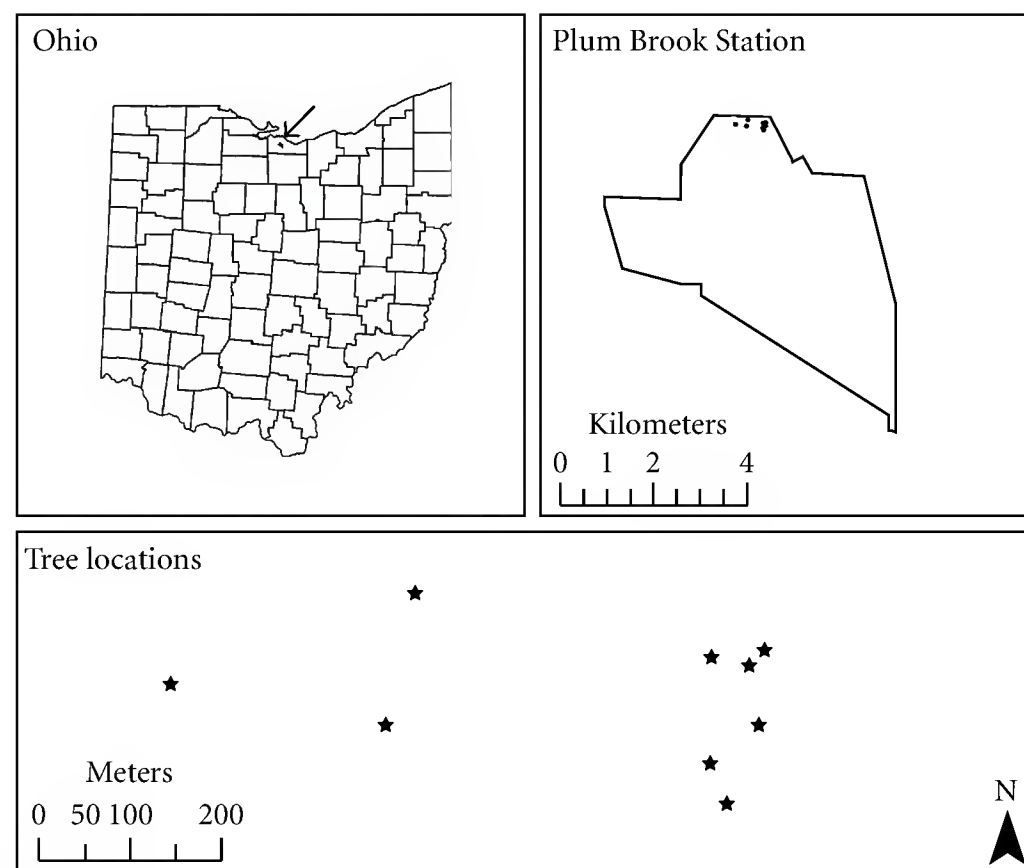 Ohio
Plum Brook Station
Kilometers
0 1 2 4
Tree locations
Meters
0 50 100 200
N